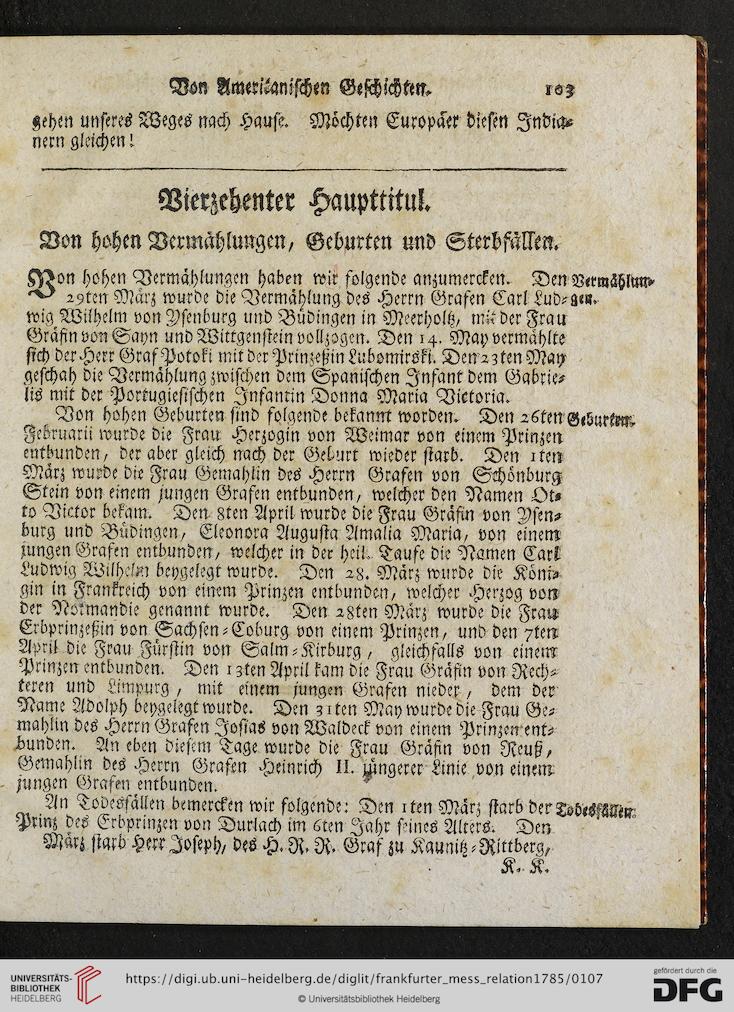 Von Americanischen Geschichten. 103
gehen unseres Weges nach Hause. Möchten Europäer diesen India-
nern gleichen!
Vierzehenter Haupttitul.
Von hohen Vermählungen, Geburten und Sterbfällen.
Von hohen Vermählungen haben wir folgende anzumercken. Den Vermählun-
29ten März wurde die Vermählung des Herrn Grafen Carl Lud- gen.
wig Wilhelm von Ysenburg und Büdingen in Meerholtz, mit der Frau
Gräfin von Sayn und Wittgenstein vollzogen. Den 14. May vermählte
sich der Herr Graf Potoki mit der Prinzeßin Lubomirski. Den 23ten May
geschah die Vermählung zwischen dem Spanischen Infant dem Gabrie-
lis mit der Portugiesischen Infantin Donna Maria Victoria.
Von hohen Geburten sind folgende bekannt worden. Den 26ten Geburten.
Februarii wurde die Frau Herzogin von Weimar von einem Prinzen
entbunden, der aber gleich nach der Geburt wieder starb. Den 1ten
März wurde die Frau Gemahlin des Herrn Grafen von Schönburg
Stein von einem jungen Grafen entbunden, welcher den Namen Ot-
to Victor bekam. Den 8ten April wurde die Frau Gräfin von Ysen-
burg und Büdingen, Eleonora Augusta Amalia Maria, von einem
jungen Grafen entbunden, welcher in der heil. Taufe die Namen Carl
Ludwig Wilhelm beygelegt wurde. Den 28. März wurde die Köni-
gin in Franfreich von einem Prinzen entbunden, welcher Herzog von
der Normandie genannt wurde. Den 28ten März wurde die Frau
Erbprinzeßin von Sachsen-Coburg von einem Prinzen, und den 7ten
April die Frau Fürstin von Salm-Kirburg, gleichfalls von einem
Prinzen entbunden. Den 13ten April kam die Frau Gräfin von Rech-
teren und Limpurg, mit einem jungen Grafen nieder, dem der
Name Adolph beygelegt wurde. Den 31ten May wurde die Frau Ge-
mahlin des Herrn Grafen Josias von Waldeck von einem Prinzen ent-
bunden. An eben diesem Tage wurde die Frau Gräfin von Reuß,
Gemahlin des Herrn Grafen Heinrich II. jüngerer Linie von einem
jungen Grafen entbunden.
An Todesfällen bemercken wir folgende: Den 1ten März starb der Todesfällen.
Prinz des Erbprinzen von Durlach im 6ten Jahr seines Alters. Den
März starb Herr Joseph, des H. R. R. Graf zu Kaunitz-Rittberg,
K. K.
UNIVERSITÄTS-
BIBLIOTHEK
HEIDELBERG
https://digi.ub.uni-heidelberg.de/diglit/frankfurter_mess_relation1785/0107
© Universitätsbibliothek Heidelberg
gefördert durch die
DFG